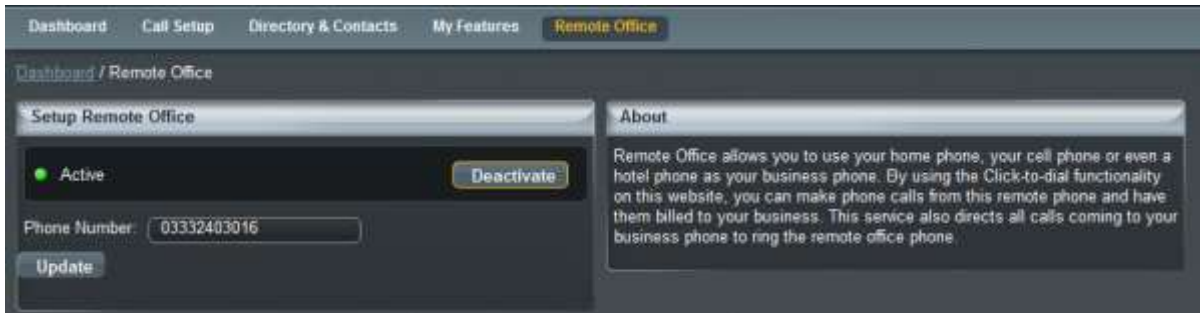 Dashboard Call Setup Directory & Contacts My Features Remote Office
Dashboard / Remote Office
Setup Remote Office
Active Deactivate
Phone Number: 03332403016
Update
About
Remote Office allows you to use your home phone, your cell phone or even a
hotel phone as your business phone. By using the Click-to-dial functionality
on this website, you can make phone calls from this remote phone and have
them billed to your business. This service also directs all calls coming to your
business phone to ring the remote office phone.